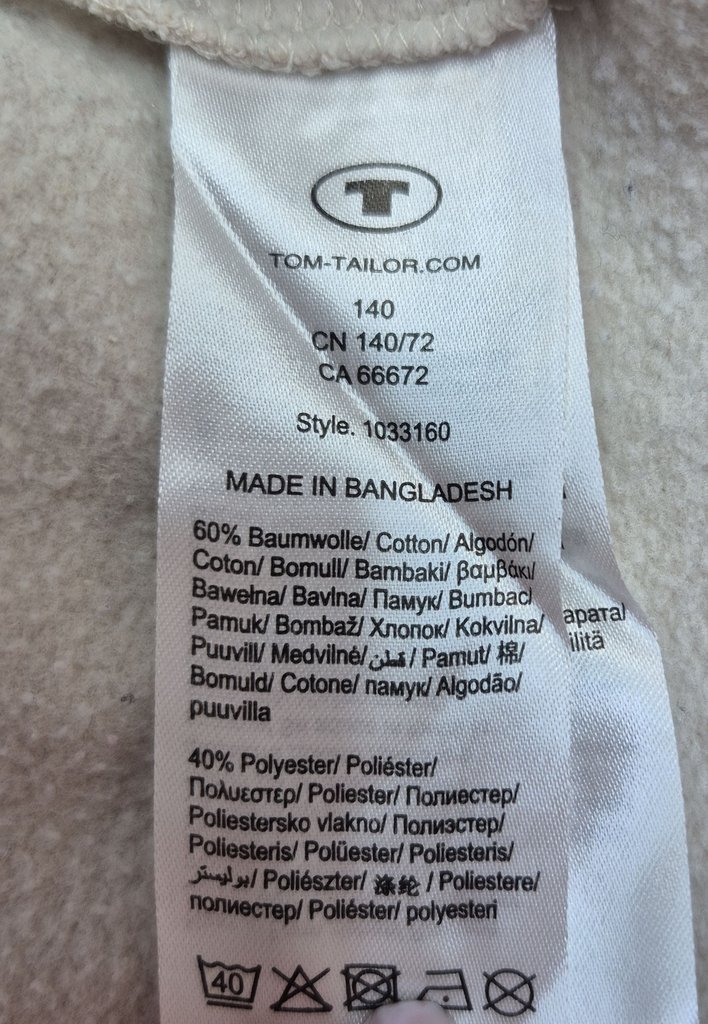 T
TOM-TAILOR.COM
140
CN 140/72
CA 66672
Style. 1033160
MADE IN BANGLADESH
60% Baumwolle/ Cotton/ Algodón/
Coton/ Bomull/ Bambaki/ βαμβάκι/
Bawełna/ Bavlna/ Памук/ Bumbac/
Pamuk/ Bombaž/ Хлопок/ Kokvilna/
Puuvill/ Medvilné/ قطن/ Pamut/ 棉/
Bomuld/ Cotone/ памук/ Algodão/
puuvilla
40% Polyester/ Poliéster/
Πολυεστερ/ Poliester/ Полиестер/
Poliestersko vlakno/ Полиэстер/
Poliesteris/ Polüester/ Poliesteris/
بوليستر/ Poliészter/ 涤纶 / Poliestere/
полиестер/ Poliéster/ polyesteri
40
арата/
ilitä